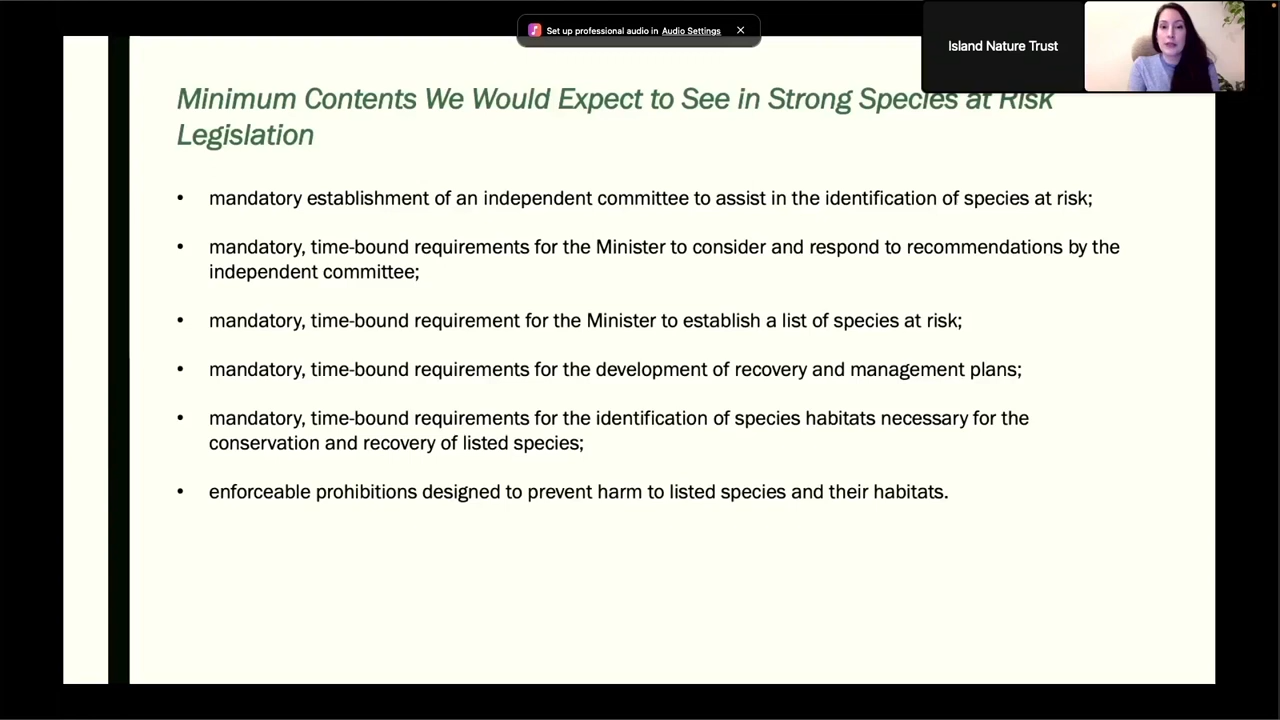 Set up professional audio in Audio Settings
Island Nature Trust
Minimum Contents We Would Expect to See in Strong Species at Risk
Legislation
• mandatory establishment of an independent committee to assist in the identification of species at risk;
• mandatory, time-bound requirements for the Minister to consider and respond to recommendations by the
independent committee;
• mandatory, time-bound requirement for the Minister to establish a list of species at risk;
• mandatory, time-bound requirements for the development of recovery and management plans;
• mandatory, time-bound requirements for the identification of species habitats necessary for the
conservation and recovery of listed species;
• enforceable prohibitions designed to prevent harm to listed species and their habitats.